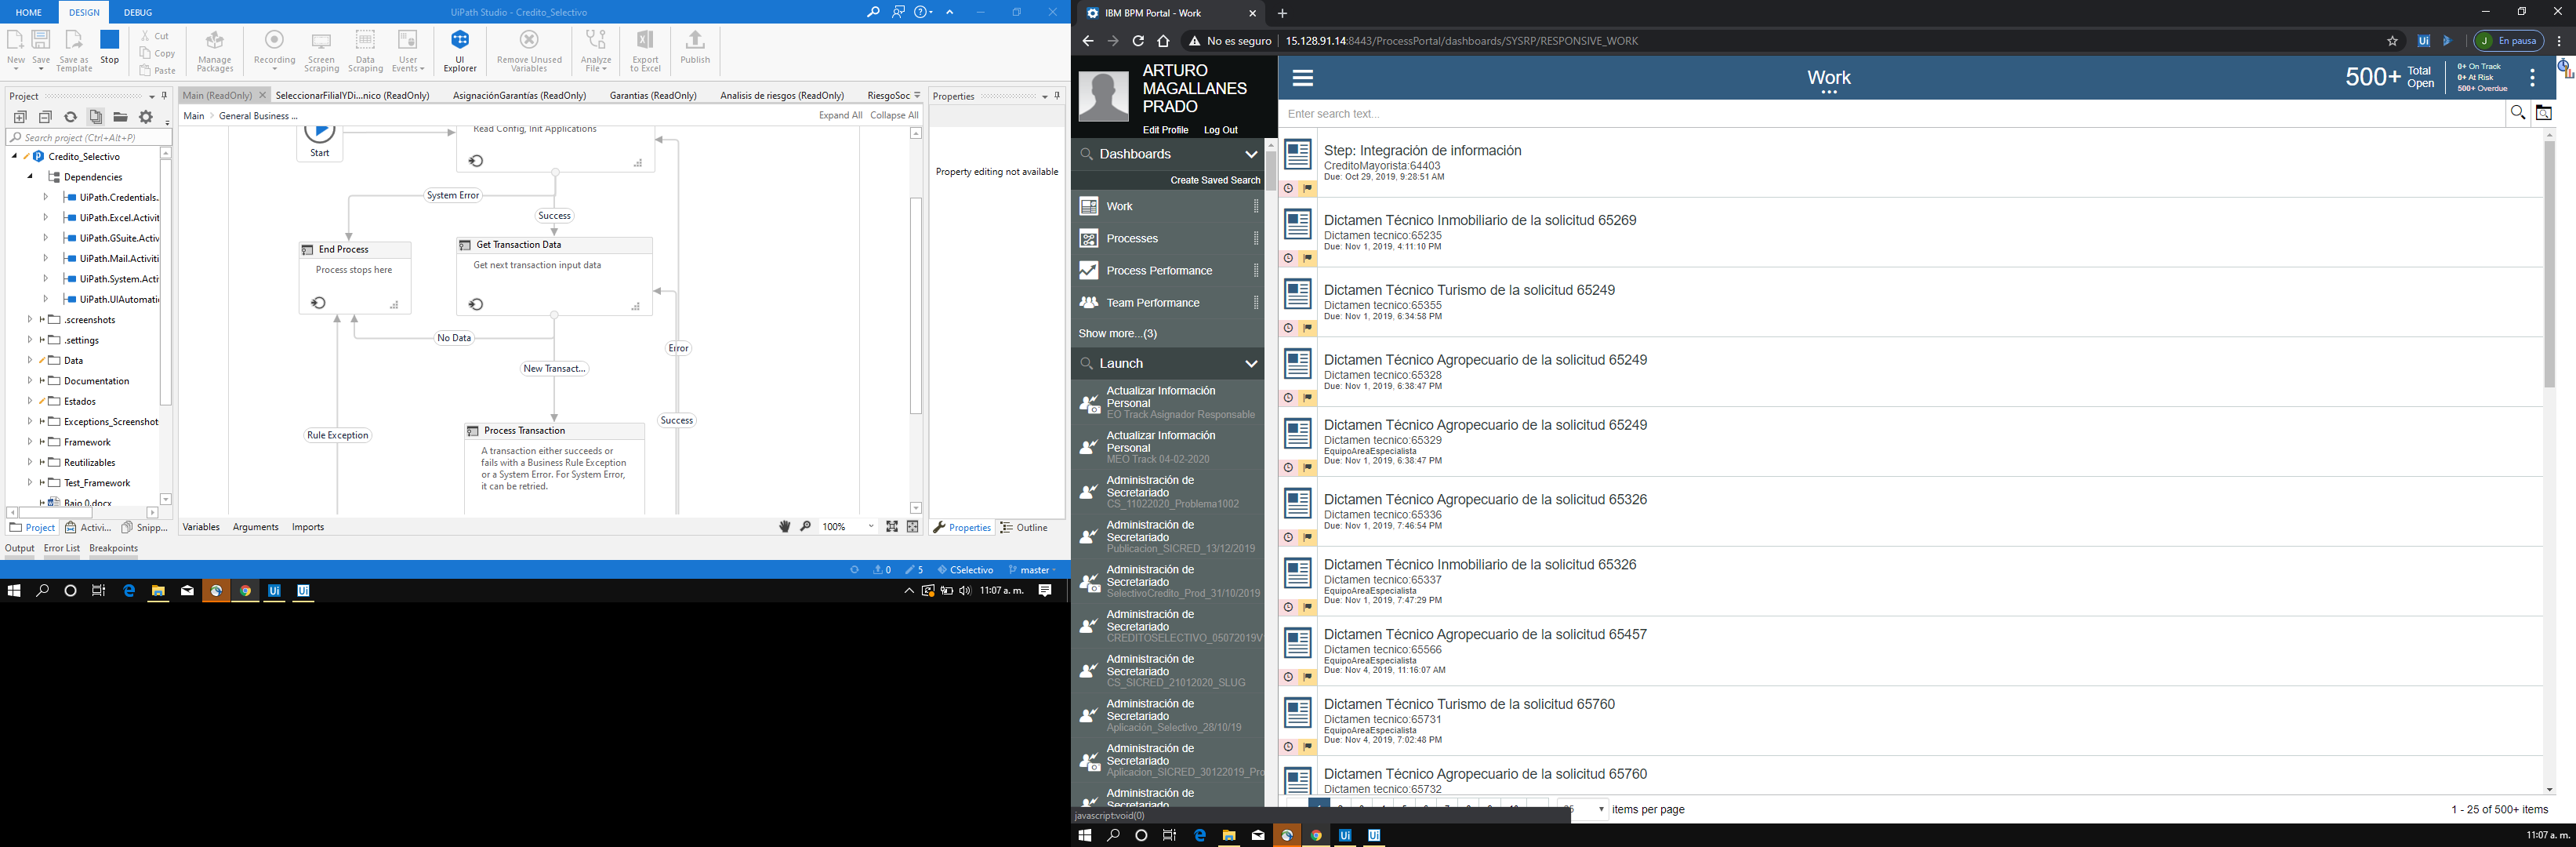 HOME DESIGN DEBUG UiPath Studio - Credito_Selectivo
New Save Save as Template Stop Cut Copy Paste Manage Packages Recording Screen Scraping Data Scraping User Events UI Explorer Remove Unused Variables Analyze File Export to Excel Publish
Project
Search project (Ctrl+Alt+P)
Credito_Selectivo
Dependencies
UiPath.Credentials.
UiPath.Excel.Activit
UiPath.GSuite.Activ
UiPath.Mail.Activiti
UiPath.System.Acti
UiPath.UIAutomati
.screenshots
.settings
Data
Documentation
Estados
Exceptions_Screenshot
Framework
Reutilizables
Test_Framework
Bajo 0.docx
Project Activi... Snipp...
Output Error List Breakpoints
Main (ReadOnly) SeleccionarFilialYDi...nico (ReadOnly) AsignaciónGarantías (ReadOnly) Garantias (ReadOnly) Analisis de riesgos (ReadOnly) RiesgoSoc
Main > General Business ... Expand All Collapse All
Start
Read Config, Init Applications
System Error
Success
End Process
Process stops here
Get Transaction Data
Get next transaction input data
No Data
Error
New Transact...
Success
Rule Exception
Process Transaction
A transaction either succeeds or
fails with a Business Rule Exception
or a System Error. For System Error,
it can be retried.
Variables Arguments Imports 100%
Properties
Property editing not available
Properties Outline
0 5 CSelectivo master
11:07 a. m.
IBM BPM Portal - Work
No es seguro | 15.128.91.14:8443/ProcessPortal/dashboards/SYSRP/RESPONSIVE_WORK
Ui J En pausa
ARTURO
MAGALLANES
PRADO
Edit Profile Log Out
Dashboards
Create Saved Search
Work
Processes
Process Performance
Team Performance
Show more...(3)
Launch
Actualizar Información
Personal
EO Track Asignador Responsable
Actualizar Información
Personal
MEO Track 04-02-2020
Administración de
Secretariado
CS_11022020_Problema1002
Administración de
Secretariado
Publicacion_SICRED_13/12/2019
Administración de
Secretariado
SelectivoCredito_Prod_31/10/2019
Administración de
Secretariado
CREDITOSELECTIVO_05072019V
Administración de
Secretariado
CS_SICRED_21012020_SLUG
Administración de
Secretariado
Aplicación_Selectivo_28/10/19
Administración de
Secretariado
Aplicacion_SICRED_30122019_Pro
Administración de
Secretariado
javascript:void(0)
Work
500+ Total Open
0+ On Track
0+ At Risk
500+ Overdue
Enter search text...
Step: Integración de información
CreditoMayorista:64403
Due: Oct 29, 2019, 9:28:51 AM
Dictamen Técnico Inmobiliario de la solicitud 65269
Dictamen tecnico:65235
Due: Nov 1, 2019, 4:11:10 PM
Dictamen Técnico Turismo de la solicitud 65249
Dictamen tecnico:65355
Due: Nov 1, 2019, 6:34:58 PM
Dictamen Técnico Agropecuario de la solicitud 65249
Dictamen tecnico:65328
Due: Nov 1, 2019, 6:38:47 PM
Dictamen Técnico Agropecuario de la solicitud 65249
Dictamen tecnico:65329
EquipoAreaEspecialista
Due: Nov 1, 2019, 6:38:47 PM
Dictamen Técnico Agropecuario de la solicitud 65326
Dictamen tecnico:65336
Due: Nov 1, 2019, 7:46:54 PM
Dictamen Técnico Inmobiliario de la solicitud 65326
Dictamen tecnico:65337
EquipoAreaEspecialista
Due: Nov 1, 2019, 7:47:29 PM
Dictamen Técnico Agropecuario de la solicitud 65457
Dictamen tecnico:65566
EquipoAreaEspecialista
Due: Nov 4, 2019, 11:16:07 AM
Dictamen Técnico Turismo de la solicitud 65760
Dictamen tecnico:65731
EquipoAreaEspecialista
Due: Nov 4, 2019, 7:02:48 PM
Dictamen Técnico Agropecuario de la solicitud 65760
Dictamen tecnico:65732
items per page
1 - 25 of 500+ items
11:07 a. m.